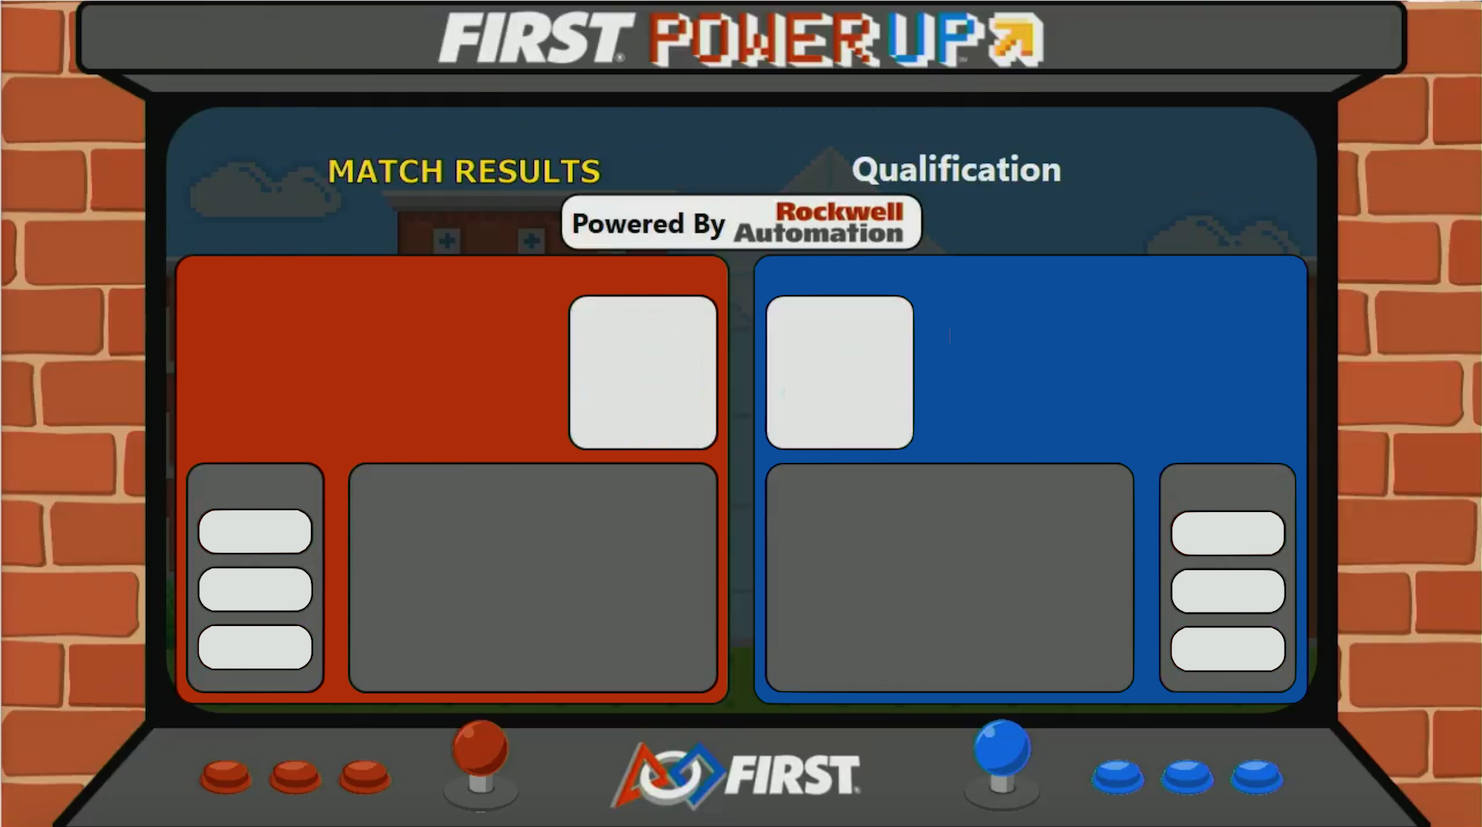 FIRST POWER UP
MATCH RESULTS
Qualification
Powered By Rockwell Automation
FIRST